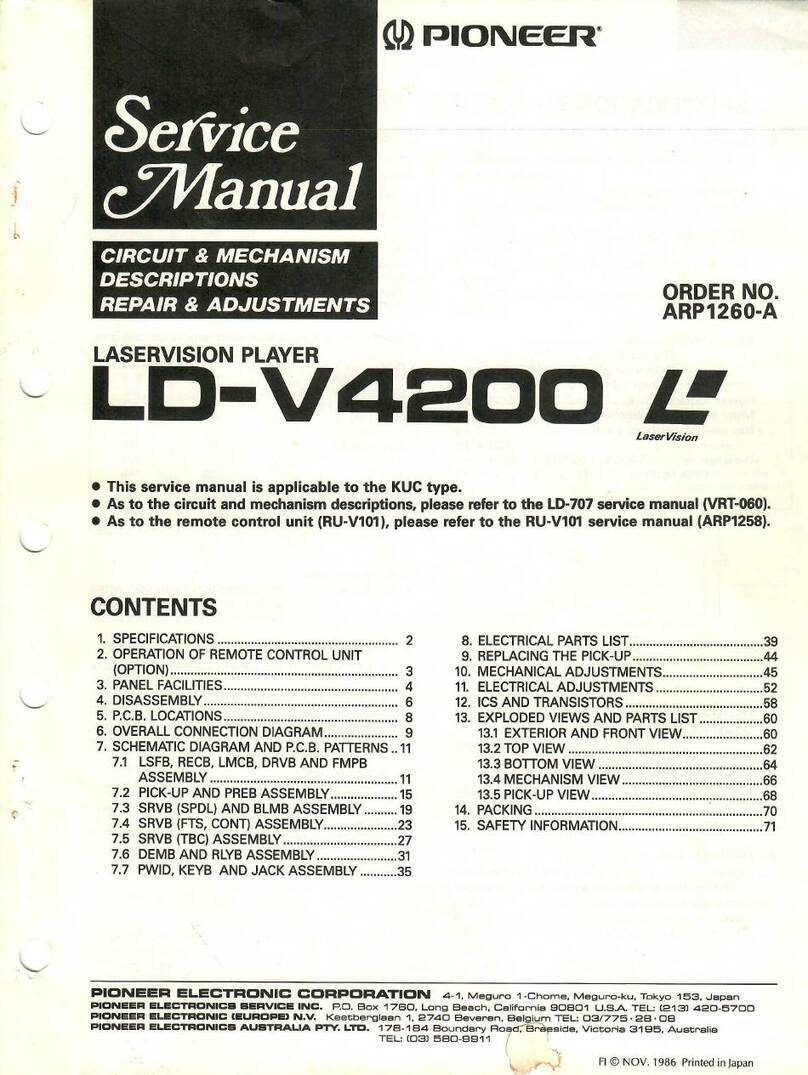 PIONEER®
Service
Manual
CIRCUIT & MECHANISM
DESCRIPTIONS
REPAIR & ADJUSTMENTS
ORDER NO.
ARP1260-A
LASERVISION PLAYER
LD-V4200
LaserVision
● This service manual is applicable to the KUC type.
● As to the circuit and mechanism descriptions, please refer to the LD-707 service manual (VRT-060).
● As to the remote control unit (RU-V101), please refer to the RU-V101 service manual (ARP1258).
CONTENTS
1. SPECIFICATIONS ..................................................... 2
2. OPERATION OF REMOTE CONTROL UNIT
(OPTION).................................................................. 3
3. PANEL FACILITIES.................................................... 4
4. DISASSEMBLY......................................................... 6
5. P.C.B. LOCATIONS................................................... 8
6. OVERALL CONNECTION DIAGRAM...................... 9
7. SCHEMATIC DIAGRAM AND P.C.B. PATTERNS .. 11
7.1 LSFB, RECB, LMCB, DRVB AND FMPB
ASSEMBLY ........................................................ 11
7.2 PICK-UP AND PREB ASSEMBLY.................... 15
7.3 SRVB (SPDL) AND BLMB ASSEMBLY .......... 19
7.4 SRVB (FTS, CONT) ASSEMBLY...................... 23
7.5 SRVB (TBC) ASSEMBLY.................................. 27
7.6 DEMB AND RLYB ASSEMBLY ........................ 31
7.7 PWID, KEYB AND JACK ASSEMBLY ........... 35
8. ELECTRICAL PARTS LIST........................................ 39
9. REPLACING THE PICK-UP....................................... 44
10. MECHANICAL ADJUSTMENTS.............................. 45
11. ELECTRICAL ADJUSTMENTS ................................ 52
12. ICS AND TRANSISTORS ......................................... 58
13. EXPLODED VIEWS AND PARTS LIST ................... 60
13.1 EXTERIOR AND FRONT VIEW........................ 60
13.2 TOP VIEW .......................................................... 62
13.3 BOTTOM VIEW ................................................. 64
13.4 MECHANISM VIEW ......................................... 66
13.5 PICK-UP VIEW................................................... 68
14. PACKING ..................................................................... 70
15. SAFETY INFORMATION........................................... 71
PIONEER ELECTRONIC CORPORATION 4-1, Meguro 1-Chome, Meguro-ku, Tokyo 153, Japan
PIONEER ELECTRONICS SERVICE INC. P.O. Box 1760, Long Beach, California 90801 U.S.A. TEL: (213) 420-5700
PIONEER ELECTRONIC (EUROPE) N.V. Keetberglaan 1, 2740 Beveren, Belgium TEL: 03/775·28·08
PIONEER ELECTRONICS AUSTRALIA PTY. LTD. 178-184 Boundary Road, Braeside, Victoria 3195, Australia
TEL: (03) 580-9911
FI © NOV. 1986 Printed in Japan